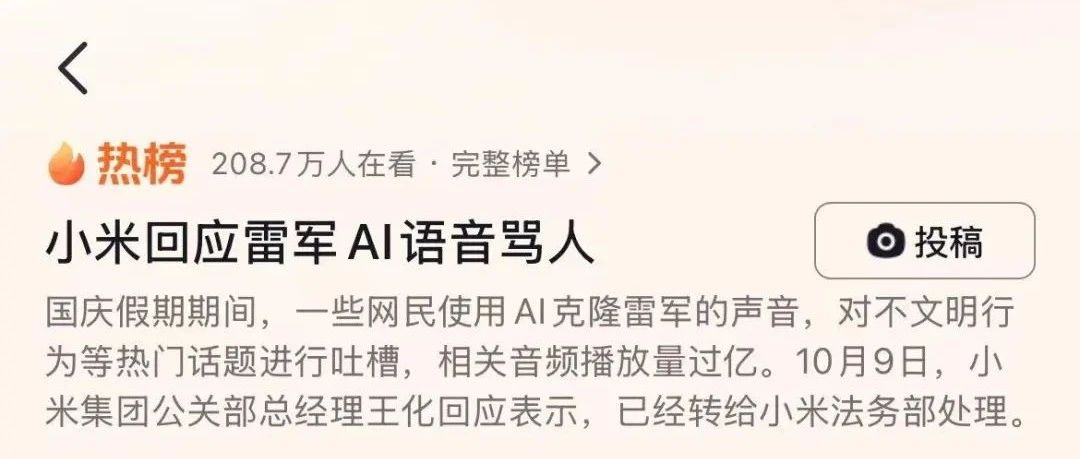 热榜 208.7万人在看 · 完整榜单 >
小米回应雷军AI语音骂人
投稿
国庆假期期间，一些网民使用AI克隆雷军的声音，对不文明行
为等热门话题进行吐槽，相关音频播放量过亿。10月9日，小
米集团公关部总经理王化回应表示，已经转给小米法务部处理。